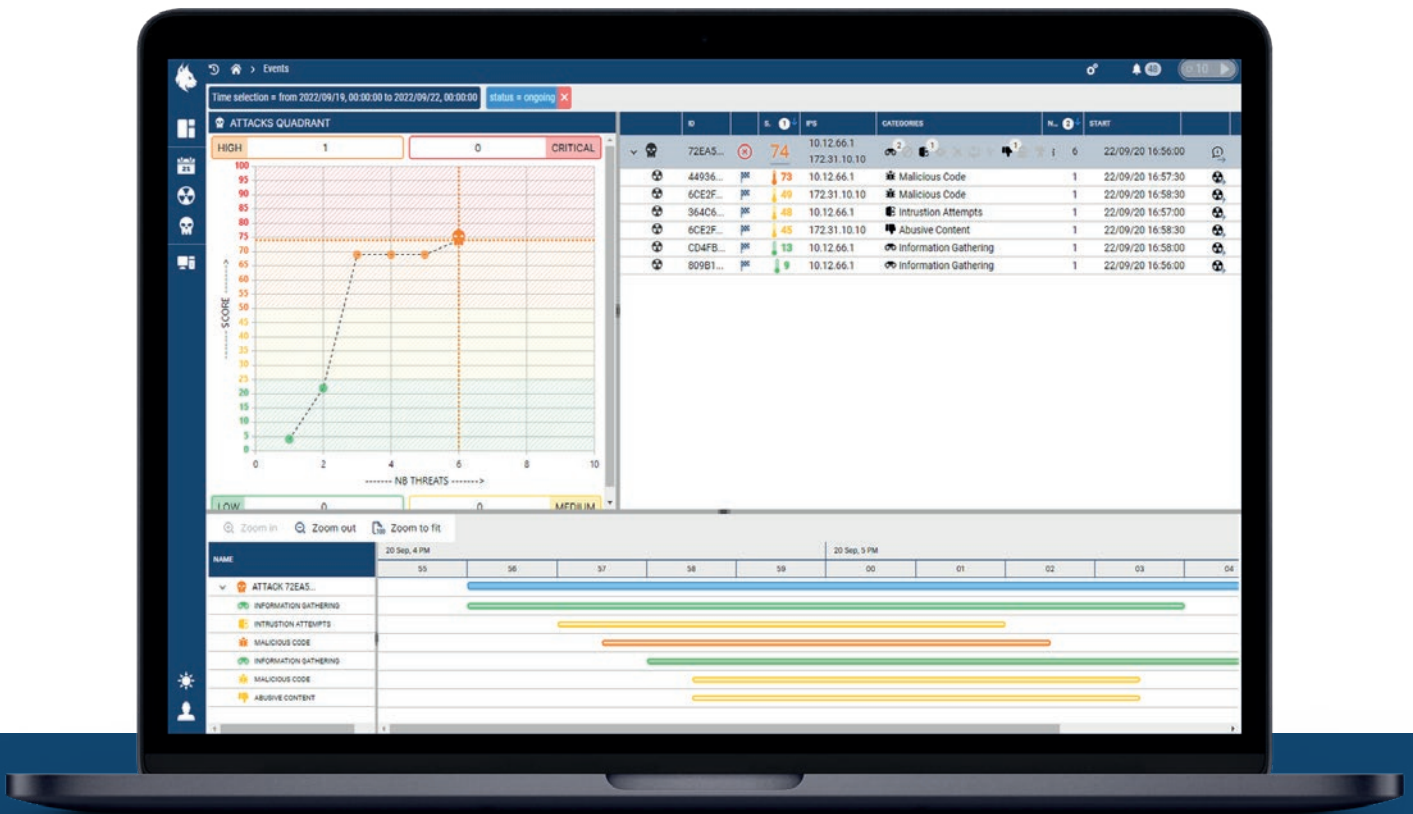 > Events
48
10
Time selection = from 2022/09/19, 00:00:00 to 2022/09/22, 00:00:00
status = ongoing
ATTACKS QUADRANT
HIGH 1
0 CRITICAL
100
95
90
85
80
75
70
65
60
55
50
45
40
35
30
25
20
15
10
5
0
------- SCORE ------->
0 2 4 6 8 10
------- NB THREATS ------->
LOW 0
0 MEDIUM
ID S. 1 IPS CATEGORIES N.. 2 START
72EA5... 74 10.12.66.1 172.31.10.10 2 1 1 6 22/09/20 16:56:00
44936... 73 10.12.66.1 Malicious Code 1 22/09/20 16:57:30
6CE2F... 49 172.31.10.10 Malicious Code 1 22/09/20 16:58:30
364C6... 48 10.12.66.1 Intrustion Attempts 1 22/09/20 16:57:00
6CE2F... 45 172.31.10.10 Abusive Content 1 22/09/20 16:58:30
CD4FB... 13 10.12.66.1 Information Gathering 1 22/09/20 16:58:00
809B1... 9 10.12.66.1 Information Gathering 1 22/09/20 16:56:00
Zoom in Zoom out Zoom to fit
NAME
20 Sep, 4 PM 20 Sep, 5 PM
55 56 57 58 59 00 01 02 03 04
ATTACK 72EA5...
INFORMATION GATHERING
INTRUSTION ATTEMPTS
MALICIOUS CODE
INFORMATION GATHERING
MALICIOUS CODE
ABUSIVE CONTENT